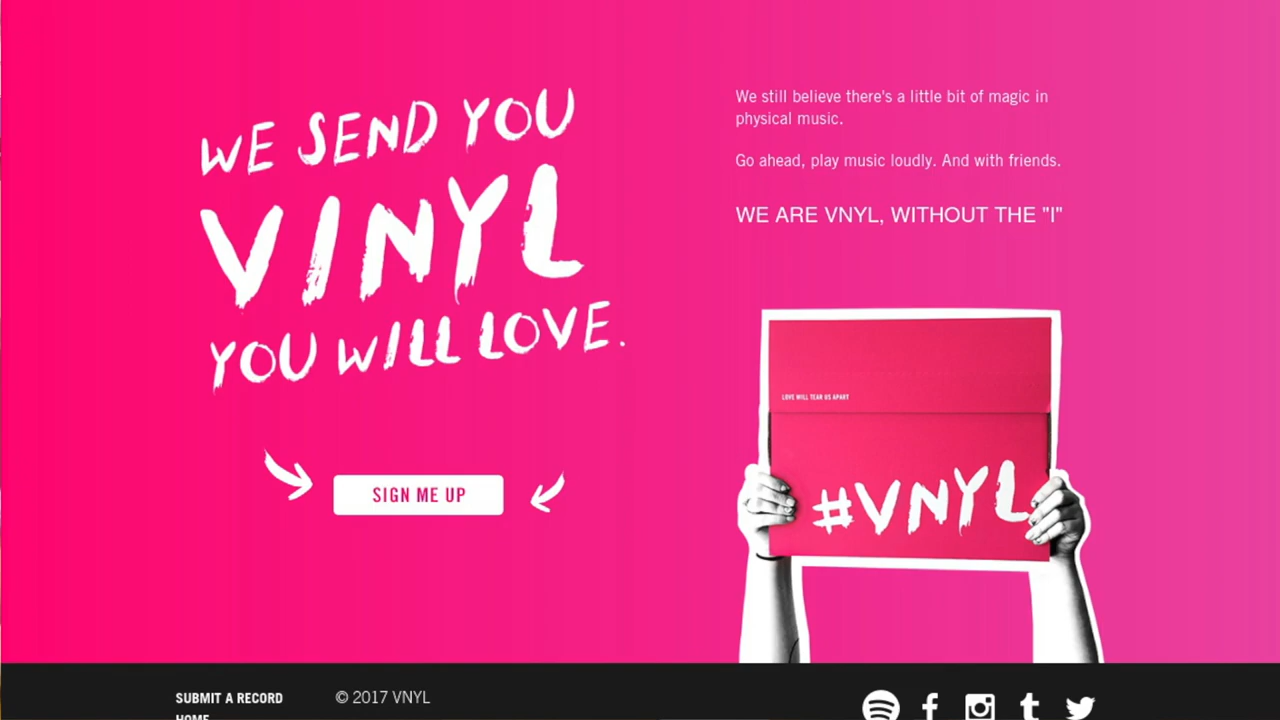 WE SEND YOU
VINYL
YOU WILL LOVE.
SIGN ME UP
We still believe there's a little bit of magic in
physical music.
Go ahead, play music loudly. And with friends.
WE ARE VNYL, WITHOUT THE "I"
LOVE WILL TEAR US APART
#VNYL
SUBMIT A RECORD
HOME
© 2017 VNYL